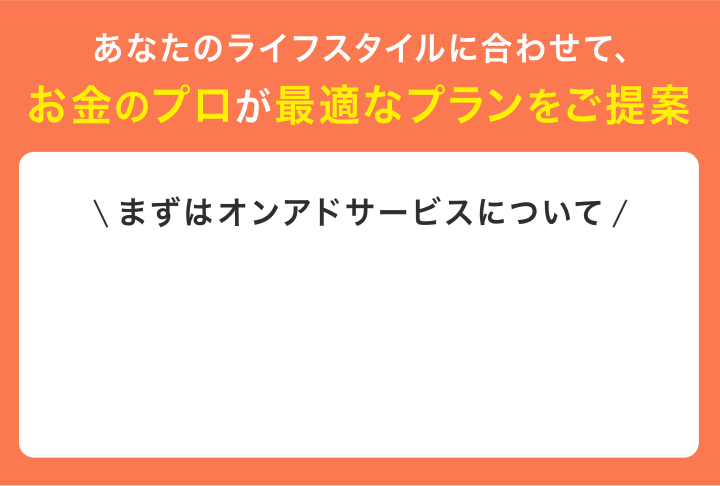 あなたのライフスタイルに合わせて、
お金のプロが最適なプランをご提案
\ まずはオンアドサービスについて /